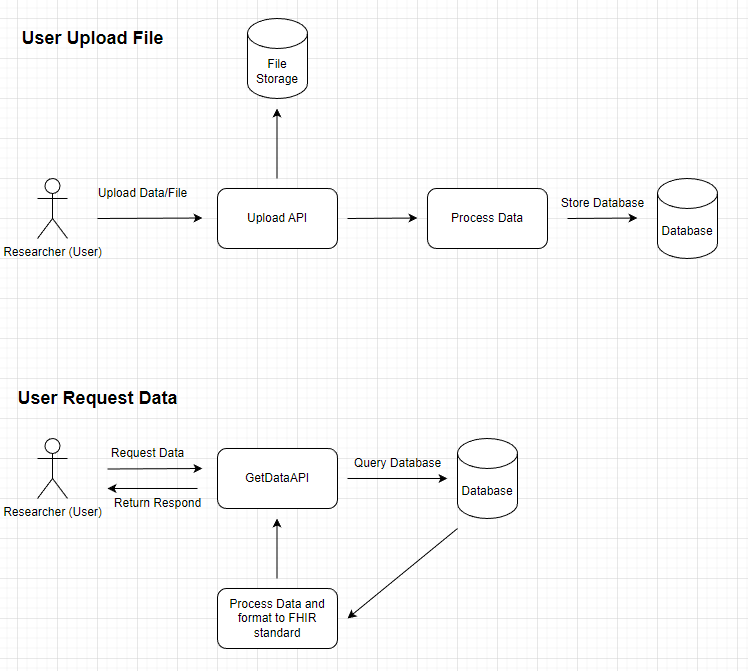 User Upload File
File
Storage
Upload Data/File
Upload API
Process Data
Store Database
Database
Researcher (User)
User Request Data
Request Data
Return Respond
Researcher (User)
GetDataAPI
Query Database
Database
Process Data and
format to FHIR
standard